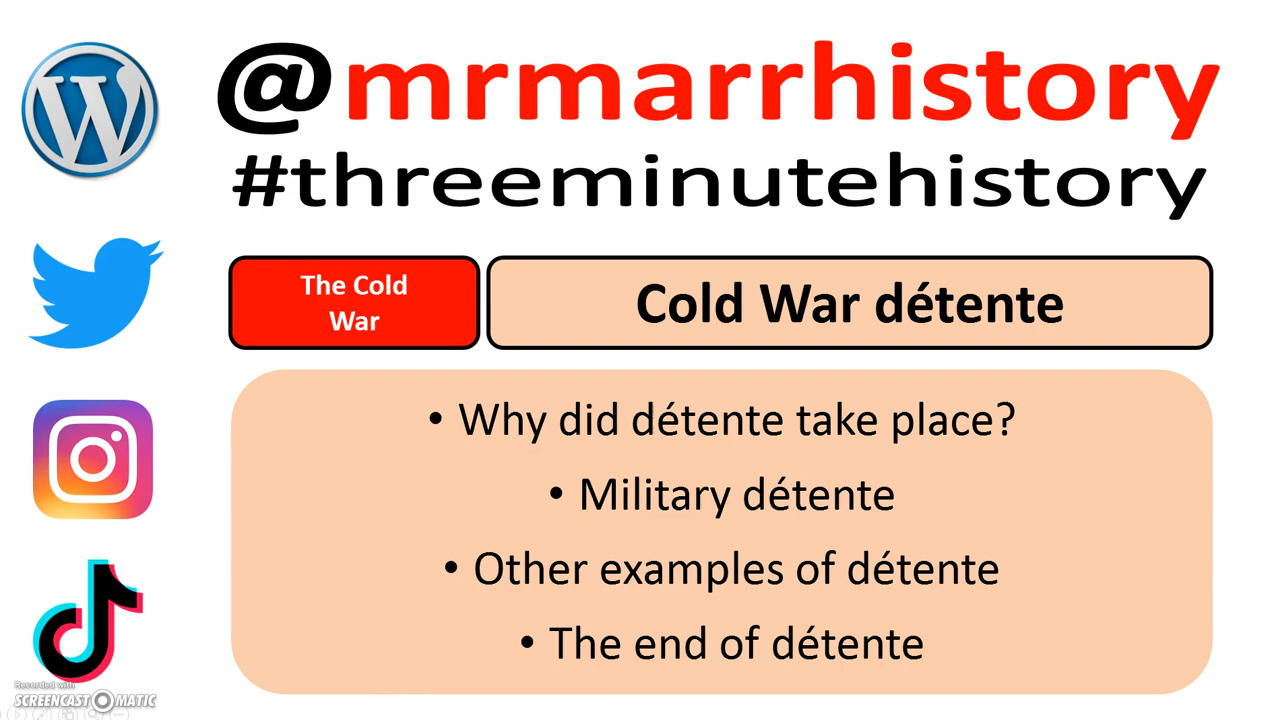 @mrmarrhistory
#threeminutehistory
The Cold
War
Cold War détente
• Why did détente take place?
• Military détente
• Other examples of détente
• The end of détente
Recorded with
SCREENCAST-O-MATIC